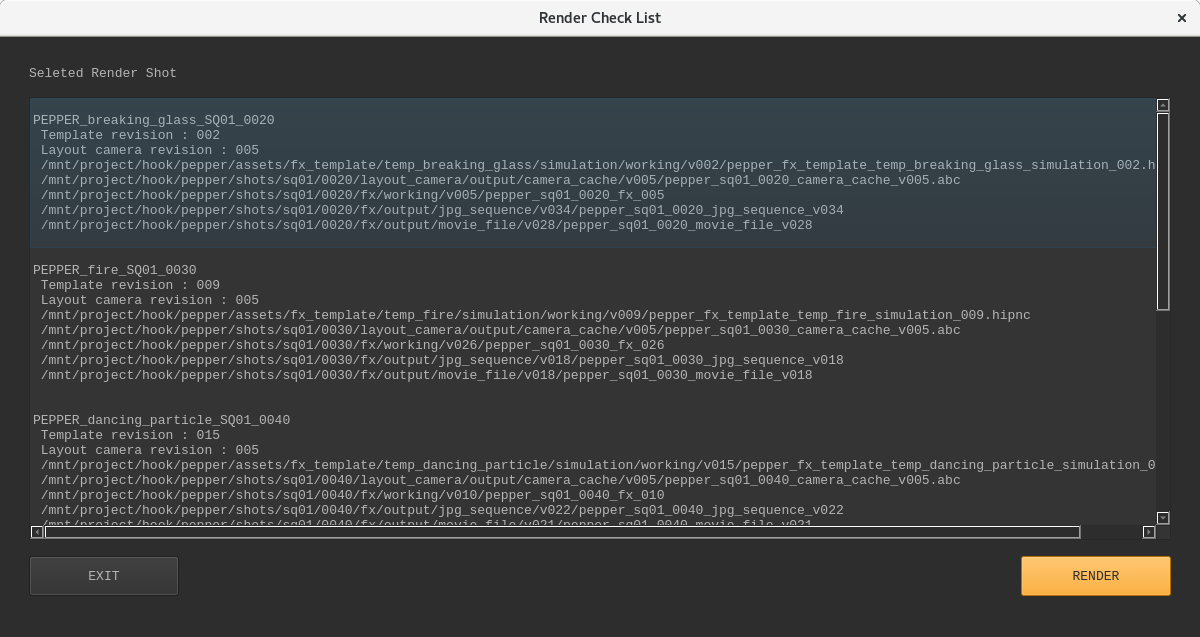 Render Check List
Seleted Render Shot
PEPPER_breaking_glass_SQ01_0020
Template revision : 002
Layout camera revision : 005
/mnt/project/hook/pepper/assets/fx_template/temp_breaking_glass/simulation/working/v002/pepper_fx_template_temp_breaking_glass_simulation_002.h
/mnt/project/hook/pepper/shots/sq01/0020/layout_camera/output/camera_cache/v005/pepper_sq01_0020_camera_cache_v005.abc
/mnt/project/hook/pepper/shots/sq01/0020/fx/working/v005/pepper_sq01_0020_fx_005
/mnt/project/hook/pepper/shots/sq01/0020/fx/output/jpg_sequence/v034/pepper_sq01_0020_jpg_sequence_v034
/mnt/project/hook/pepper/shots/sq01/0020/fx/output/movie_file/v028/pepper_sq01_0020_movie_file_v028
PEPPER_fire_SQ01_0030
Template revision : 009
Layout camera revision : 005
/mnt/project/hook/pepper/assets/fx_template/temp_fire/simulation/working/v009/pepper_fx_template_temp_fire_simulation_009.hipnc
/mnt/project/hook/pepper/shots/sq01/0030/layout_camera/output/camera_cache/v005/pepper_sq01_0030_camera_cache_v005.abc
/mnt/project/hook/pepper/shots/sq01/0030/fx/working/v026/pepper_sq01_0030_fx_026
/mnt/project/hook/pepper/shots/sq01/0030/fx/output/jpg_sequence/v018/pepper_sq01_0030_jpg_sequence_v018
/mnt/project/hook/pepper/shots/sq01/0030/fx/output/movie_file/v018/pepper_sq01_0030_movie_file_v018
PEPPER_dancing_particle_SQ01_0040
Template revision : 015
Layout camera revision : 005
/mnt/project/hook/pepper/assets/fx_template/temp_dancing_particle/simulation/working/v015/pepper_fx_template_temp_dancing_particle_simulation_0
/mnt/project/hook/pepper/shots/sq01/0040/layout_camera/output/camera_cache/v005/pepper_sq01_0040_camera_cache_v005.abc
/mnt/project/hook/pepper/shots/sq01/0040/fx/working/v010/pepper_sq01_0040_fx_010
/mnt/project/hook/pepper/shots/sq01/0040/fx/output/jpg_sequence/v022/pepper_sq01_0040_jpg_sequence_v022
/mnt/project/hook/pepper/shots/sq01/0040/fx/output/movie_file/v021/pepper_sq01_0040_movie_file_v021
EXIT
RENDER